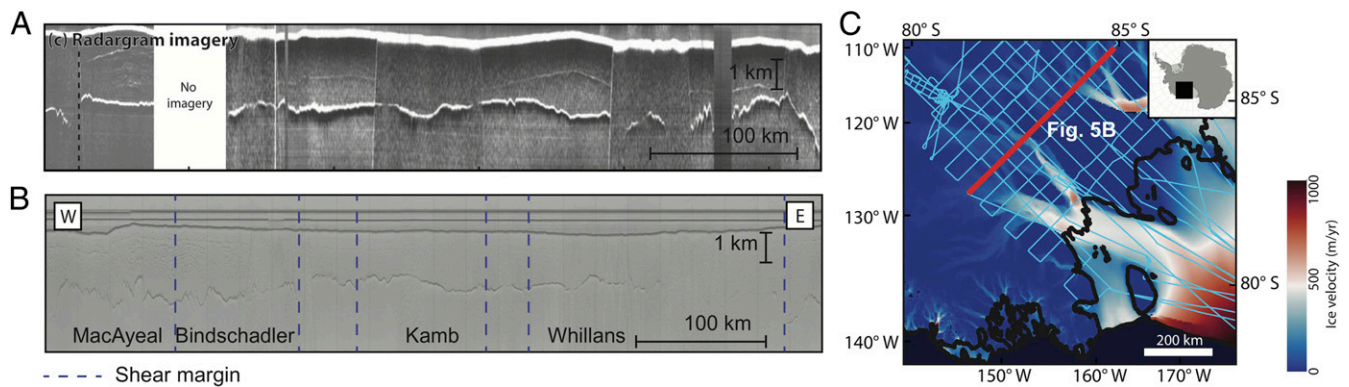 A
(c) Radargram imagery
No
imagery
1 km
100 km
B
W
E
1 km
MacAyeal
Bindschadler
Kamb
Whillans
100 km
Shear margin
C
80° S
85° S
110° W
120° W
130° W
140° W
85° S
80° S
Fig. 5B
200 km
150° W
160° W
170° W
1000
500
0
Ice velocity (m/yr)